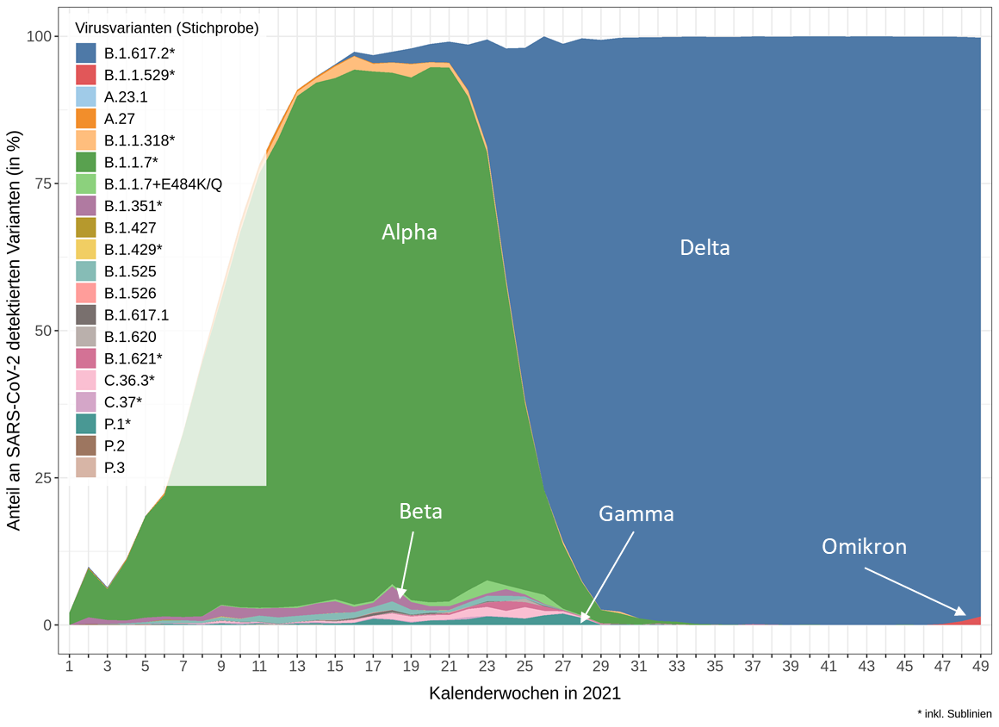 Virusvarianten (Stichprobe)
B.1.617.2*
B.1.1.529*
A.23.1
A.27
B.1.1.318*
B.1.1.7*
B.1.1.7+E484K/Q
B.1.351*
B.1.427
B.1.429*
B.1.525
B.1.526
B.1.617.1
B.1.620
B.1.621*
C.36.3*
C.37*
P.1*
P.2
P.3
Anteil an SARS-CoV-2 detektierten Varianten (in %)
100
75
50
25
0
Alpha
Delta
Beta
Gamma
Omikron
1 3 5 7 9 11 13 15 17 19 21 23 25 27 29 31 33 35 37 39 41 43 45 47 49
Kalenderwochen in 2021
* inkl. Sublinien